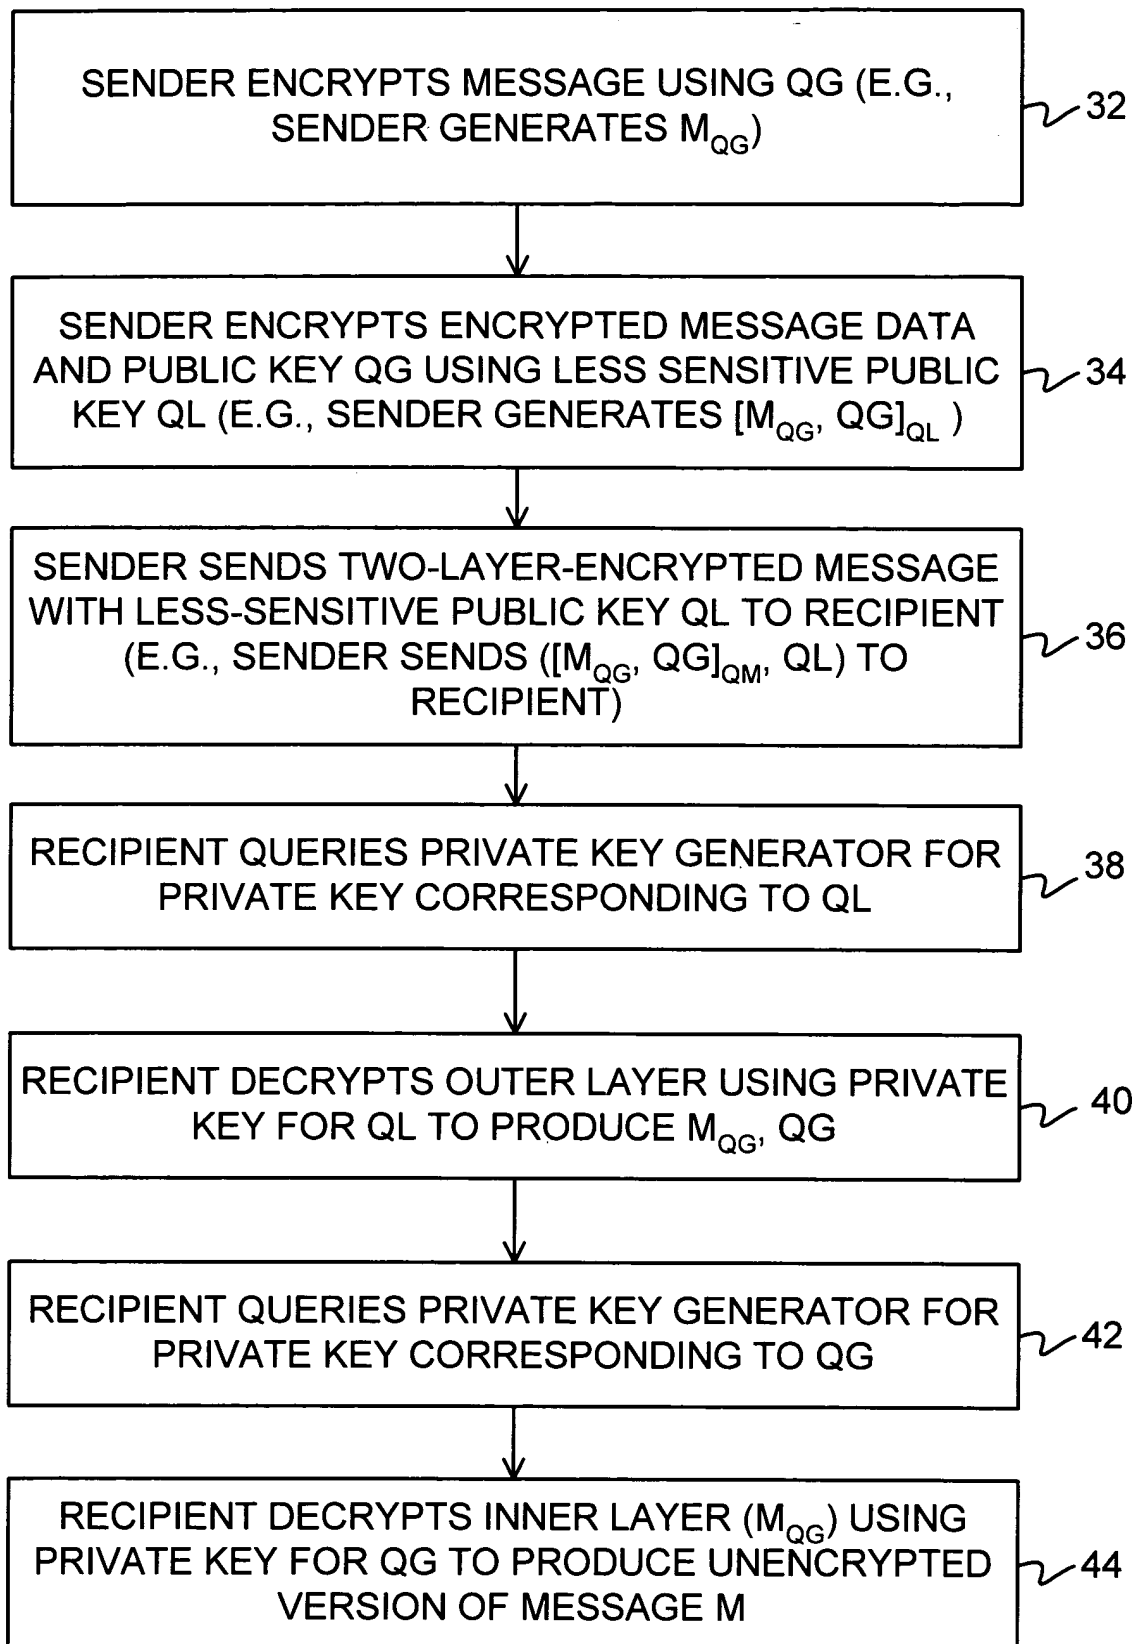 SENDER ENCRYPTS MESSAGE USING QG (E.G.,
SENDER GENERATES M_QG)
32
SENDER ENCRYPTS ENCRYPTED MESSAGE DATA
AND PUBLIC KEY QG USING LESS SENSITIVE PUBLIC
KEY QL (E.G., SENDER GENERATES [M_QG, QG]_QL )
34
SENDER SENDS TWO-LAYER-ENCRYPTED MESSAGE
WITH LESS-SENSITIVE PUBLIC KEY QL TO RECIPIENT
(E.G., SENDER SENDS ([M_QG, QG]_QM, QL) TO
RECIPIENT)
36
RECIPIENT QUERIES PRIVATE KEY GENERATOR FOR
PRIVATE KEY CORRESPONDING TO QL
38
RECIPIENT DECRYPTS OUTER LAYER USING PRIVATE
KEY FOR QL TO PRODUCE M_QG, QG
40
RECIPIENT QUERIES PRIVATE KEY GENERATOR FOR
PRIVATE KEY CORRESPONDING TO QG
42
RECIPIENT DECRYPTS INNER LAYER (M_QG) USING
PRIVATE KEY FOR QG TO PRODUCE UNENCRYPTED
VERSION OF MESSAGE M
44